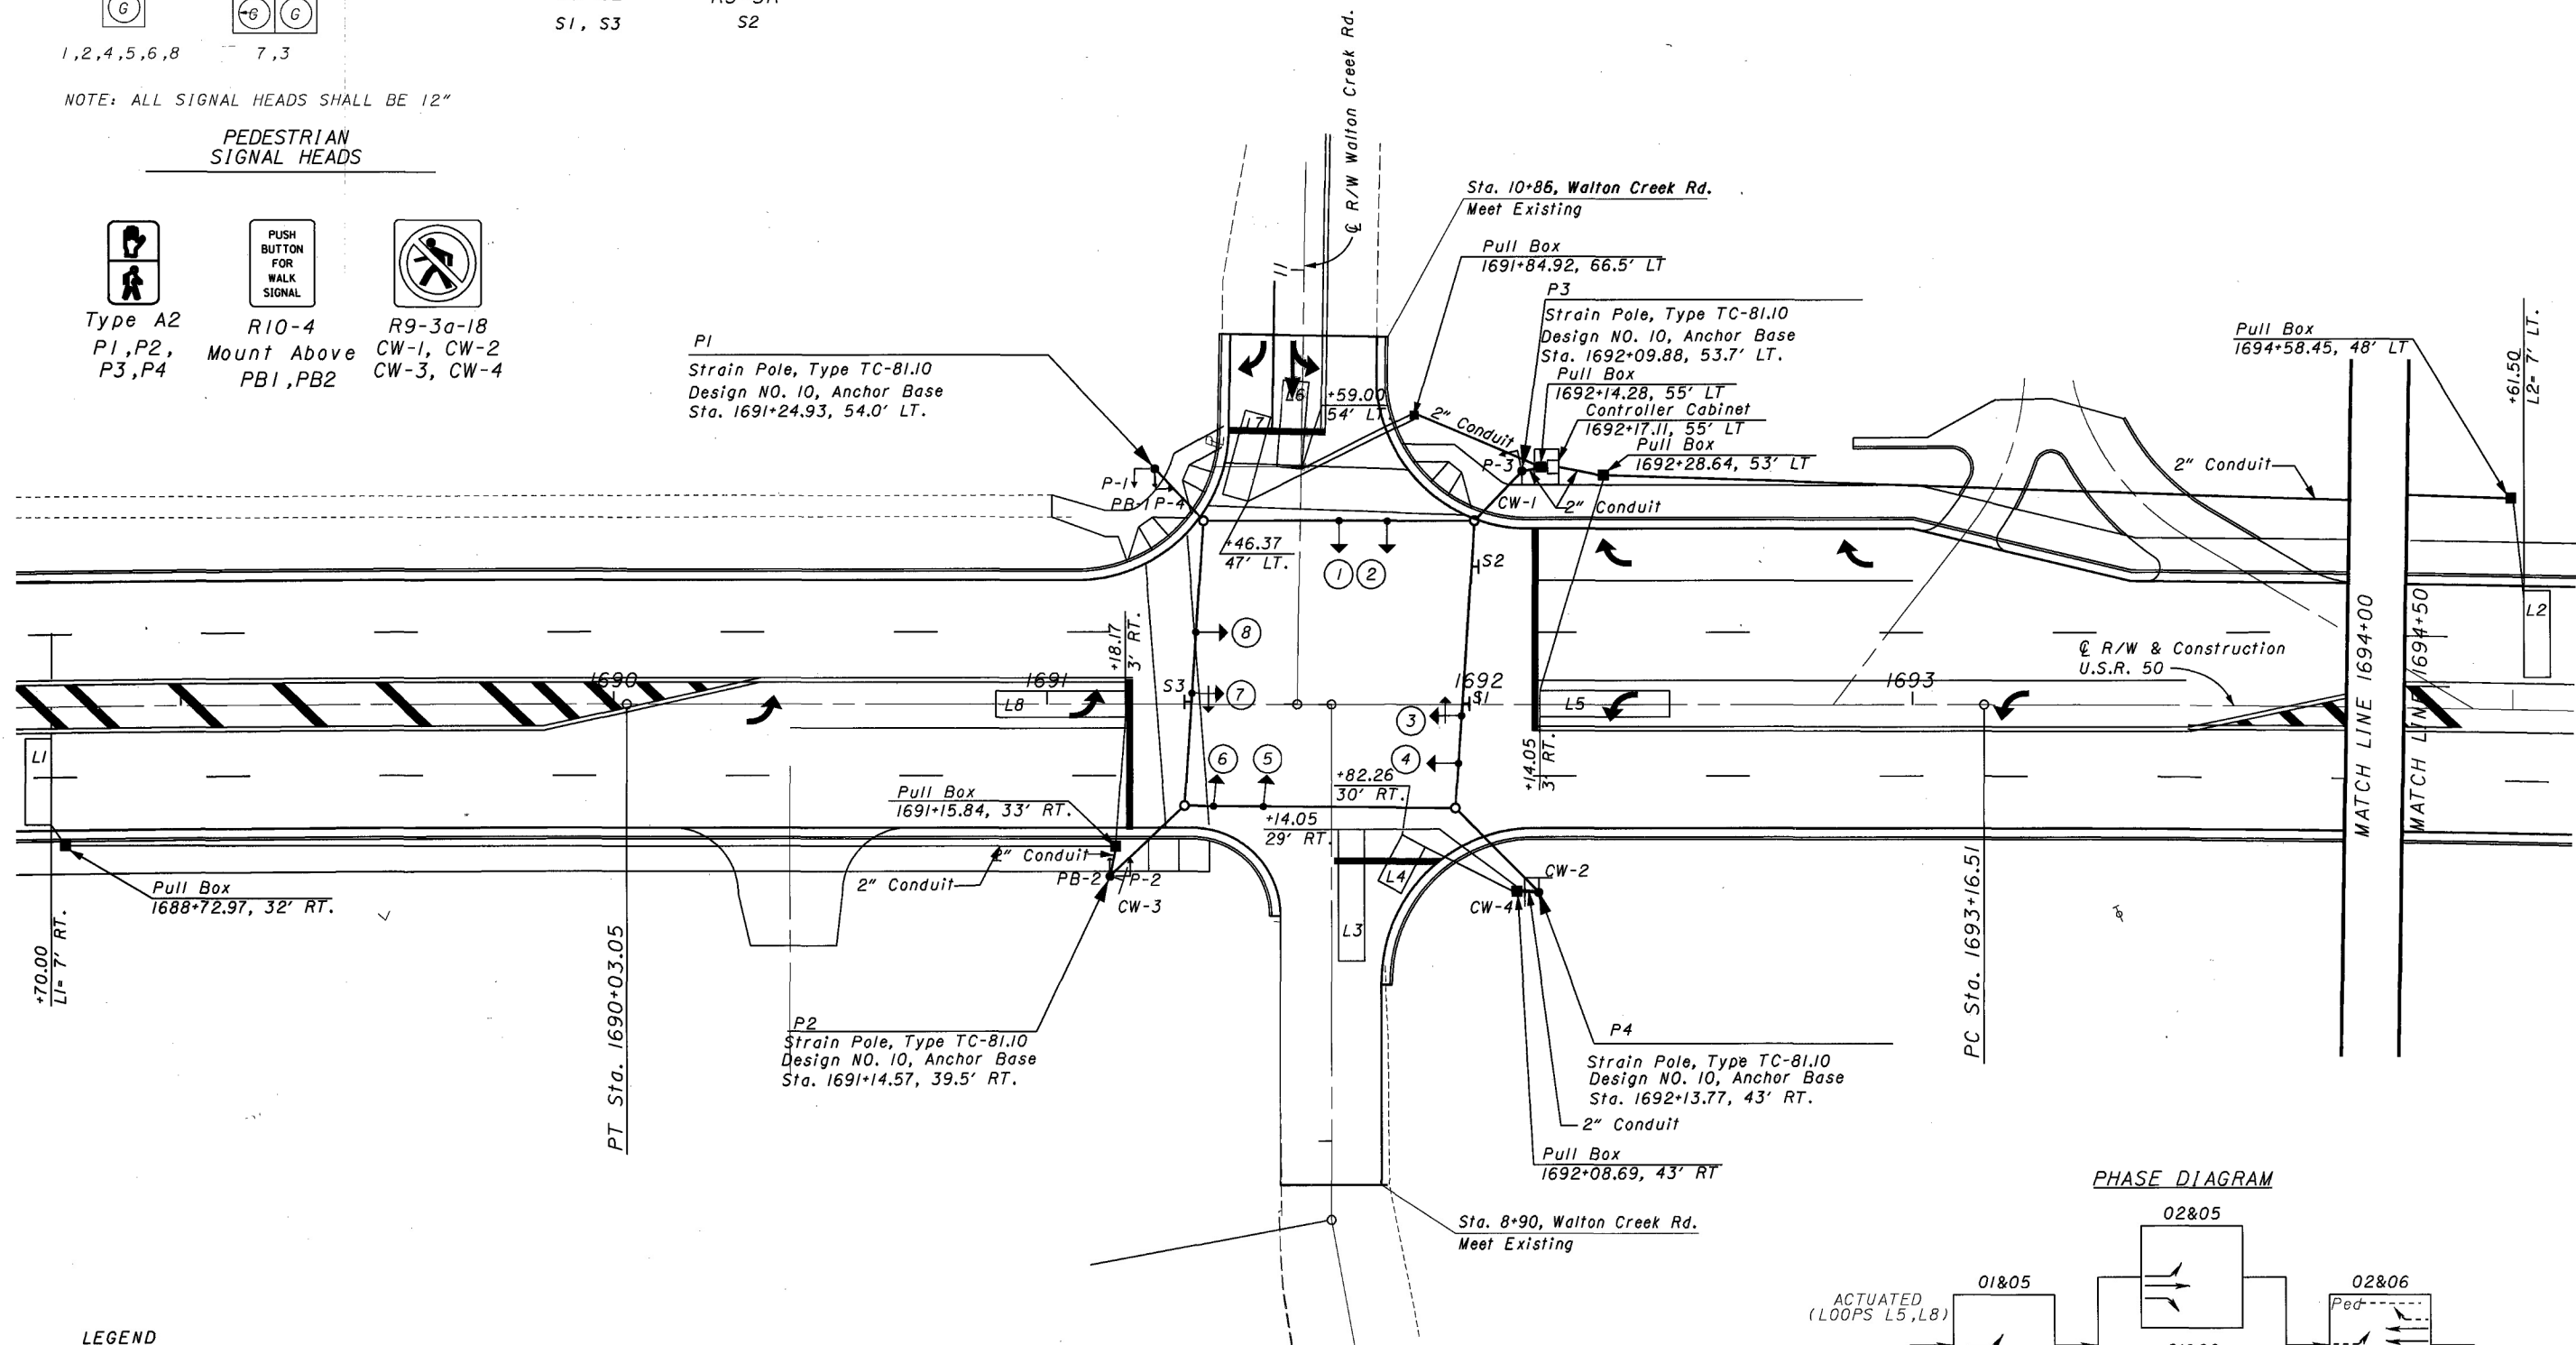 G
G G
1,2,4,5,6,8
7,3
S1, S3
S2
NOTE: ALL SIGNAL HEADS SHALL BE 12"
PEDESTRIAN
SIGNAL HEADS
PUSH
BUTTON
FOR
WALK
SIGNAL
Type A2
P1,P2,
P3,P4
R10-4
Mount Above
PB1,PB2
R9-3a-18
CW-1, CW-2
CW-3, CW-4
P1
Strain Pole, Type TC-81.10
Design NO. 10, Anchor Base
Sta. 1691+24.93, 54.0' LT.
℄ R/W Walton Creek Rd.
11
Sta. 10+86, Walton Creek Rd.
Meet Existing
Pull Box
1691+84.92, 66.5' LT
P3
Strain Pole, Type TC-81.10
Design NO. 10, Anchor Base
Sta. 1692+09.88, 53.7' LT.
Pull Box
1692+14.28, 55' LT
Controller Cabinet
1692+17.11, 55' LT
Pull Box
1692+28.64, 53' LT
Pull Box
1694+58.45, 48' LT
+61.50
L2= 7' LT.
L6
+59.00
54' LT
L7
2" Conduit
P-3
CW-1
2" Conduit
2" Conduit
P-1
PB-1 P-4
+46.37
47' LT.
1
2
S2
8
+18.17
3' RT.
S3
7
1690
1691
L8
1692
S1
3
4
L5
1693
℄ R/W & Construction
U.S.R. 50
MATCH LINE 1694+00
MATCH LINE 1694+50
L2
L1
6
5
+82.26
30' RT.
+14.05
3' RT.
+14.05
29' RT.
Pull Box
1691+15.84, 33' RT.
2" Conduit
2" Conduit
PB-2
P-2
CW-3
L4
L3
CW-2
CW-4
Pull Box
1688+72.97, 32' RT.
+70.00
L1= 7' RT.
PT Sta. 1690+03.05
PC Sta. 1693+16.51
P2
Strain Pole, Type TC-81.10
Design NO. 10, Anchor Base
Sta. 1691+14.57, 39.5' RT.
P4
Strain Pole, Type TC-81.10
Design NO. 10, Anchor Base
Sta. 1692+13.77, 43' RT.
2" Conduit
Pull Box
1692+08.69, 43' RT
Sta. 8+90, Walton Creek Rd.
Meet Existing
PHASE DIAGRAM
02&05
01&05
02&06
Ped
ACTUATED
(LOOPS L5,L8)
LEGEND